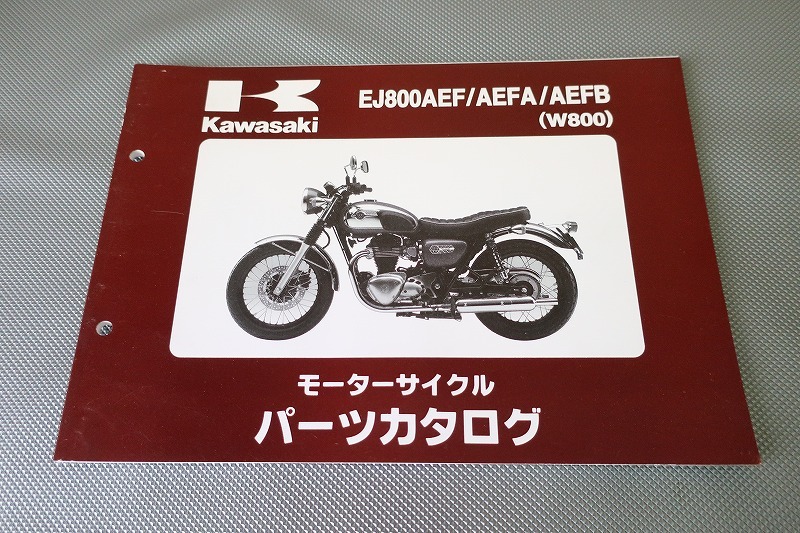 Kawasaki
EJ800AEF/AEFA/AEFB
(W800)
モーターサイクル
パーツカタログ